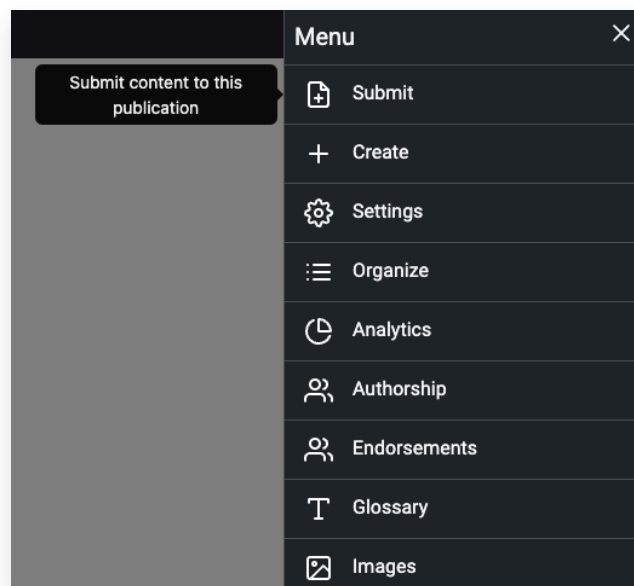 Menu
Submit content to this
publication
Submit
Create
Settings
Organize
Analytics
Authorship
Endorsements
Glossary
Images